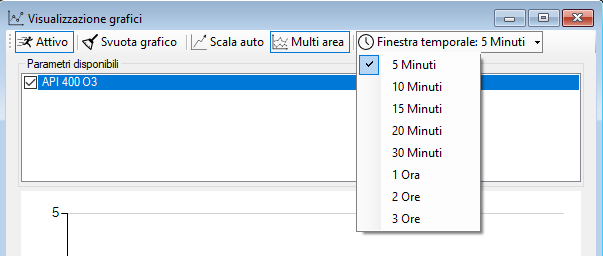 Visualizzazione grafici
Attivo Svuota grafico Scala auto Multi area Finestra temporale: 5 Minuti
Parametri disponibili
API 400 O3
5 Minuti
10 Minuti
15 Minuti
20 Minuti
30 Minuti
1 Ora
2 Ore
3 Ore
5